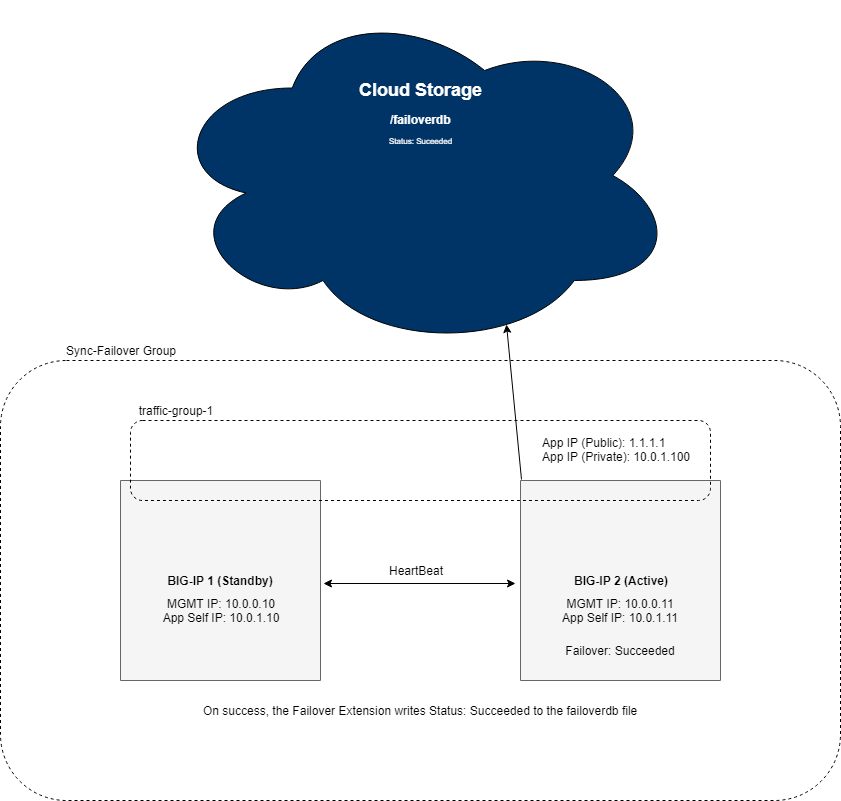 Cloud Storage
/failoverdb
Status: Suceeded
Sync-Failover Group
traffic-group-1
App IP (Public): 1.1.1.1
App IP (Private): 10.0.1.100
BIG-IP 1 (Standby)
MGMT IP: 10.0.0.10
App Self IP: 10.0.1.10
HeartBeat
BIG-IP 2 (Active)
MGMT IP: 10.0.0.11
App Self IP: 10.0.1.11
Failover: Succeeded
On success, the Failover Extension writes Status: Succeeded to the failoverdb file